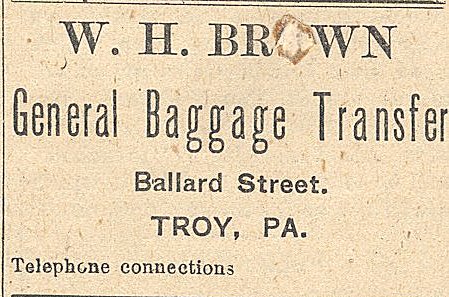 W. H. BROWN
General Baggage Transfer
Ballard Street.
TROY, PA.
Telephone connections